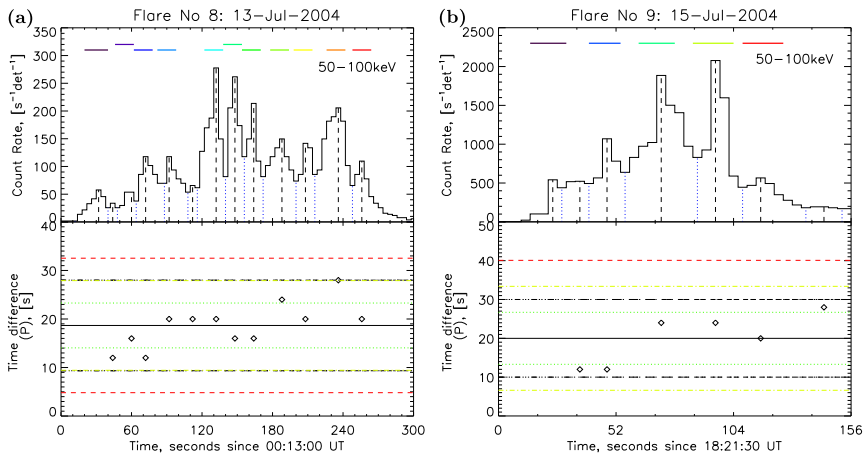 (a) Flare No 8: 13-Jul-2004
350
300
250
200
150
100
50
0
Count Rate, [s⁻¹det⁻¹]
50-100keV
40
30
20
10
0
Time difference
(P), [s]
0 60 120 180 240 300
Time, seconds since 00:13:00 UT
(b) Flare No 9: 15-Jul-2004
2500
2000
1500
1000
500
0
Count Rate, [s⁻¹det⁻¹]
50-100keV
50
40
30
20
10
0
Time difference
(P), [s]
0 52 104 156
Time, seconds since 18:21:30 UT